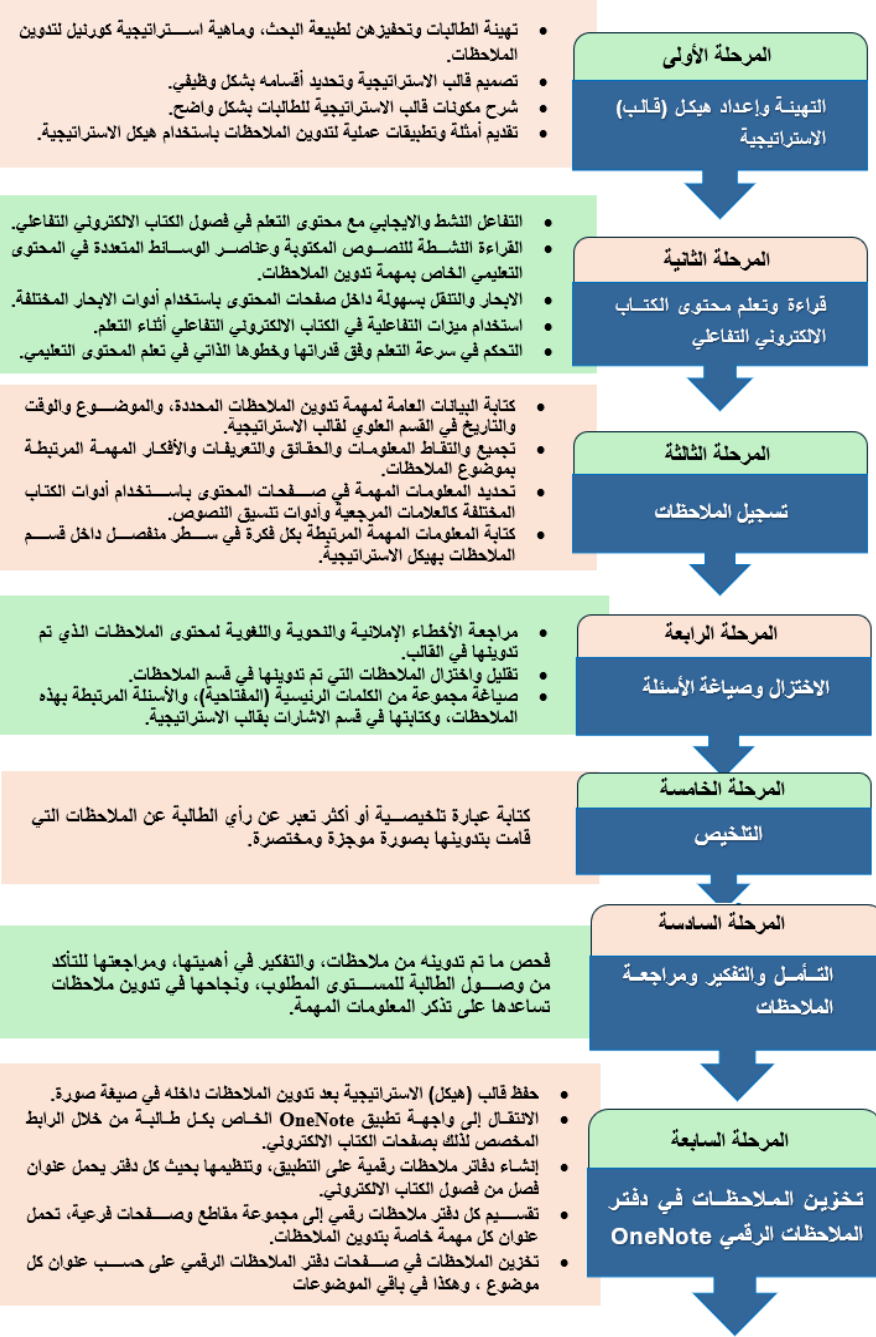 المرحلة الأولى
التهيئة وإعداد هيكل (قالب)
الاستراتيجية
• تهيئة الطالبات وتحفيزهن لطبيعة البحث، وماهية استراتيجية كورنيل لتدوين
الملاحظات.
• تصميم قالب الاستراتيجية وتحديد أقسامه بشكل وظيفي.
• شرح مكونات قالب الاستراتيجية للطالبات بشكل واضح.
• تقديم أمثلة وتطبيقات عملية لتدوين الملاحظات باستخدام هيكل الاستراتيجية.
المرحلة الثانية
قراءة وتعلم محتوى الكتاب
الالكتروني التفاعلي
• التفاعل النشط والايجابي مع محتوى التعلم في فصول الكتاب الالكتروني التفاعلي.
• القراءة النشطة للنصوص المكتوبة وعناصر الوسائط المتعددة في المحتوى
التعليمي الخاص بمهمة تدوين الملاحظات.
• الابحار والتنقل بسهولة داخل صفحات المحتوى باستخدام أدوات الابحار المختلفة.
• استخدام ميزات التفاعلية في الكتاب الالكتروني التفاعلي أثناء التعلم.
• التحكم في سرعة التعلم وفق قدراتها وخطوها الذاتي في تعلم المحتوى التعليمي.
المرحلة الثالثة
تسجيل الملاحظات
• كتابة البيانات العامة لمهمة تدوين الملاحظات المحددة، والموضوع والوقت
والتاريخ في القسم العلوي لقالب الاستراتيجية.
• تجميع والتقاط المعلومات والحقائق والتعريفات والأفكار المهمة المرتبطة
بموضوع الملاحظات.
• تحديد المعلومات المهمة في صفحات المحتوى باستخدام أدوات الكتاب
المختلفة كالعلامات المرجعية وأدوات تنسيق النصوص.
• كتابة المعلومات المهمة المرتبطة بكل فكرة في سطر منفصل داخل قسم
الملاحظات بهيكل الاستراتيجية.
المرحلة الرابعة
الاختزال وصياغة الأسئلة
• مراجعة الأخطاء الإملائية والنحوية واللغوية لمحتوى الملاحظات الذي تم
تدوينها في القالب.
• تقليل واختزال الملاحظات التي تم تدوينها في قسم الملاحظات.
• صياغة مجموعة من الكلمات الرئيسية (المفتاحية)، والأسئلة المرتبطة بهذه
الملاحظات، وكتابتها في قسم الاشارات بقالب الاستراتيجية.
المرحلة الخامسة
التلخيص
كتابة عبارة تلخيصية أو أكثر تعبر عن رأي الطالبة عن الملاحظات التي
قامت بتدوينها بصورة موجزة ومختصرة.
المرحلة السادسة
التأمل والتفكير ومراجعة
الملاحظات
فحص ما تم تدوينه من ملاحظات، والتفكير في أهميتها، ومراجعتها للتأكد
من وصول الطالبة للمستوى المطلوب، ونجاحها في تدوين ملاحظات
تساعدها على تذكر المعلومات المهمة.
المرحلة السابعة
تخزين الملاحظات في دفتر
الملاحظات الرقمي OneNote
• حفظ قالب (هيكل) الاستراتيجية بعد تدوين الملاحظات داخله في صيغة صورة.
• الانتقال إلى واجهة تطبيق OneNote الخاص بكل طالبة من خلال الرابط
المخصص لذلك بصفحات الكتاب الالكتروني.
• إنشاء دفاتر ملاحظات رقمية على التطبيق، وتنظيمها بحيث كل دفتر يحمل عنوان
فصل من فصول الكتاب الالكتروني.
• تقسيم كل دفتر ملاحظات رقمي إلى مجموعة مقاطع وصفحات فرعية، تحمل
عنوان كل مهمة خاصة بتدوين الملاحظات.
• تخزين الملاحظات في صفحات دفتر الملاحظات الرقمي على حسب عنوان كل
موضوع ، وهكذا في باقي الموضوعات